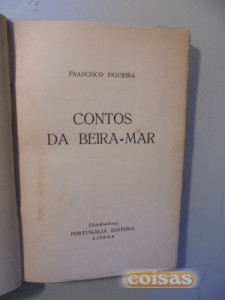 FRANCISCO FIGUEIRA
CONTOS
DA BEIRA-MAR
(Distribuidora)
PORTUGÁLIA EDITORA
LISBOA
coisas